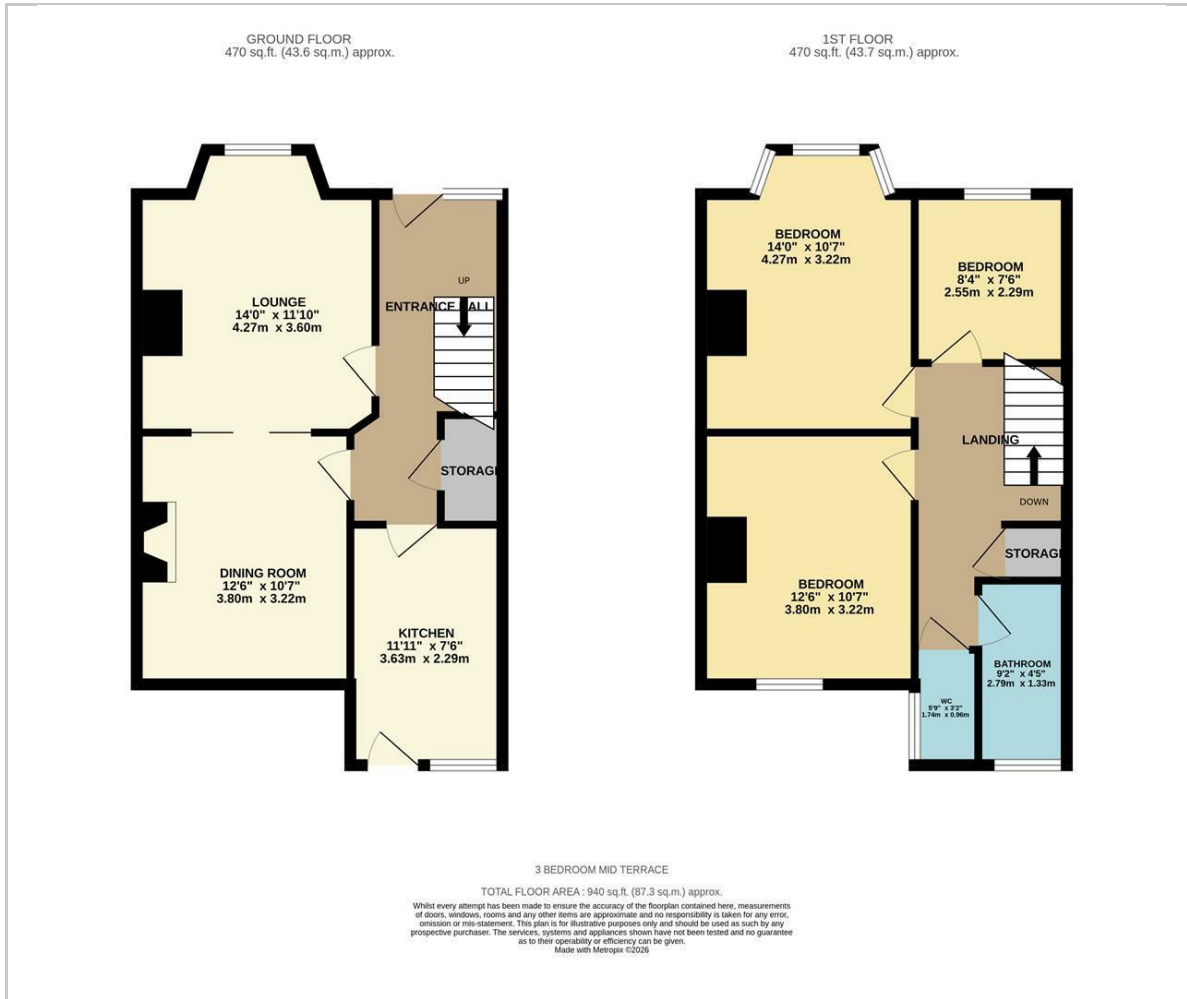 GROUND FLOOR
470 sq.ft. (43.6 sq.m.) approx.
1ST FLOOR
470 sq.ft. (43.7 sq.m.) approx.
LOUNGE
14'0" x 11'10"
4.27m x 3.60m
UP
ENTRANCE HALL
STORAGE
DINING ROOM
12'6" x 10'7"
3.80m x 3.22m
KITCHEN
11'11" x 7'6"
3.63m x 2.29m
BEDROOM
14'0" x 10'7"
4.27m x 3.22m
BEDROOM
8'4" x 7'6"
2.55m x 2.29m
LANDING
DOWN
STORAGE
BEDROOM
12'6" x 10'7"
3.80m x 3.22m
BATHROOM
9'2" x 4'5"
2.79m x 1.33m
WC
5'9" x 3'2"
1.74m x 0.96m
3 BEDROOM MID TERRACE
TOTAL FLOOR AREA : 940 sq.ft. (87.3 sq.m.) approx.
Whilst every attempt has been made to ensure the accuracy of the floorplan contained here, measurements
of doors, windows, rooms and any other items are approximate and no responsibility is taken for any error,
omission or mis-statement. This plan is for illustrative purposes only and should be used as such by any
prospective purchaser. The services, systems and appliances shown have not been tested and no guarantee
as to their operability or efficiency can be given.
Made with Metropix ©2026